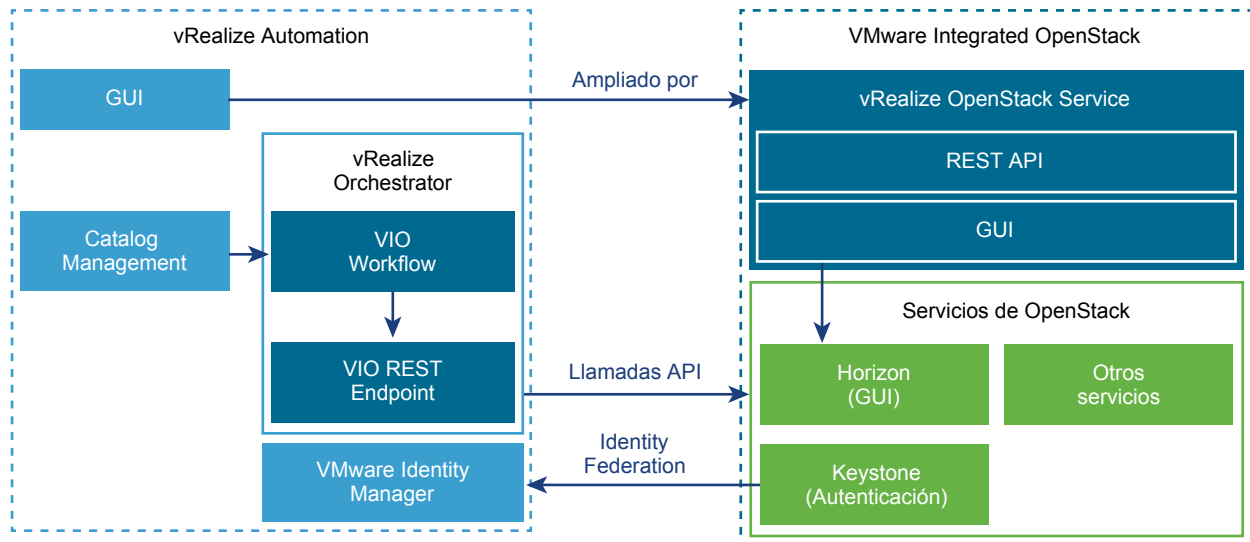 vRealize Automation
GUI
vRealize
Orchestrator
Catalog
Management
VIO
Workflow
VIO REST
Endpoint
VMware Identity
Manager
Ampliado por
Llamadas API
Identity
Federation
VMware Integrated OpenStack
vRealize OpenStack Service
REST API
GUI
Servicios de OpenStack
Horizon
(GUI)
Otros
servicios
Keystone
(Autenticación)